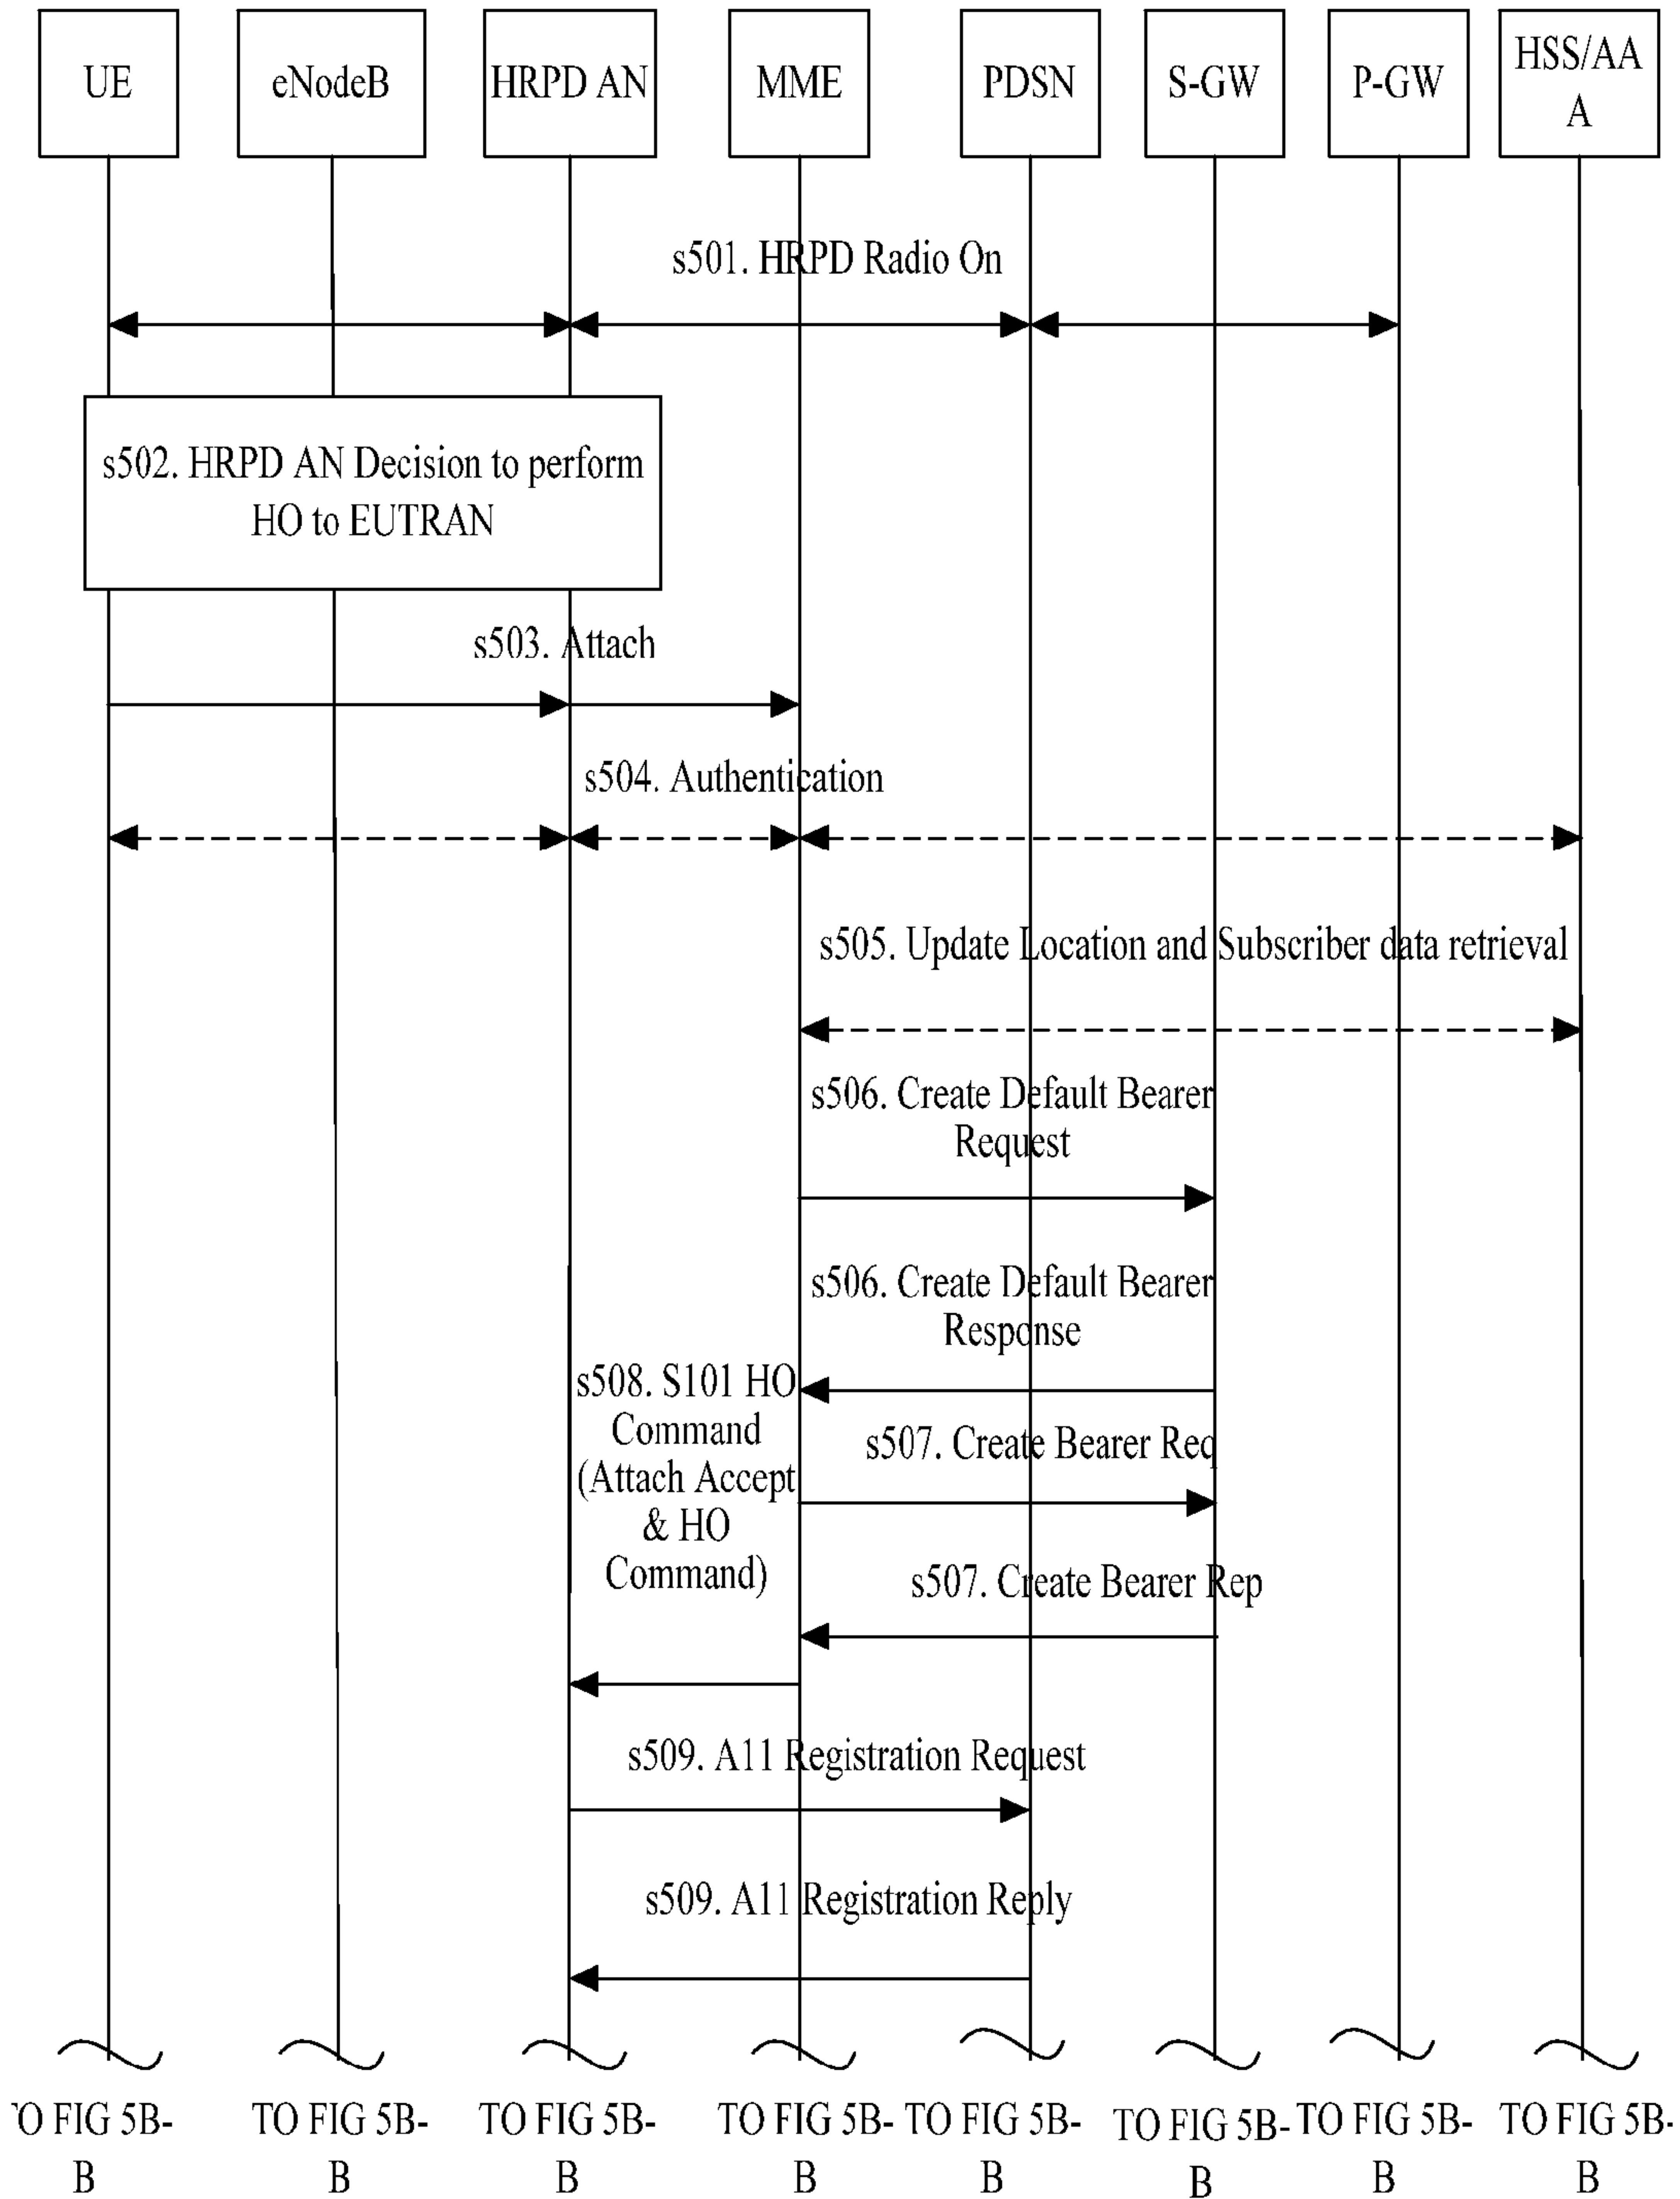 UE
eNodeB
HRPD AN
MME
PDSN
S-GW
P-GW
HSS/AA
A
s501. HRPD Radio On
s502. HRPD AN Decision to perform
HO to EUTRAN
s503. Attach
s504. Authentication
s505. Update Location and Subscriber data retrieval
s506. Create Default Bearer
Request
s506. Create Default Bearer
Response
s508. S101 HO
Command
(Attach Accept
& HO
Command)
s507. Create Bearer Req
s507. Create Bearer Rep
s509. A11 Registration Request
s509. A11 Registration Reply
TO FIG 5B-
B
TO FIG 5B-
B
TO FIG 5B-
B
TO FIG 5B-
B
TO FIG 5B-
B
TO FIG 5B-
B
TO FIG 5B-
B
TO FIG 5B-
B